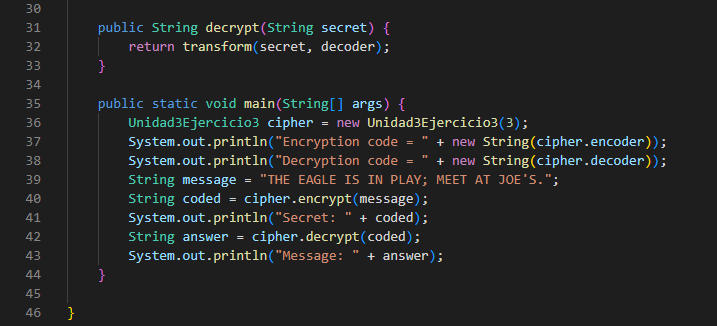 30
31 public String decrypt(String secret) {
32 return transform(secret, decoder);
33 }
34
35 public static void main(String[] args) {
36 Unidad3Ejercicio3 cipher = new Unidad3Ejercicio3(3);
37 System.out.println("Encryption code = " + new String(cipher.encoder));
38 System.out.println("Decryption code = " + new String(cipher.decoder));
39 String message = "THE EAGLE IS IN PLAY; MEET AT JOE'S.";
40 String coded = cipher.encrypt(message);
41 System.out.println("Secret: " + coded);
42 String answer = cipher.decrypt(coded);
43 System.out.println("Message: " + answer);
44 }
45
46 }